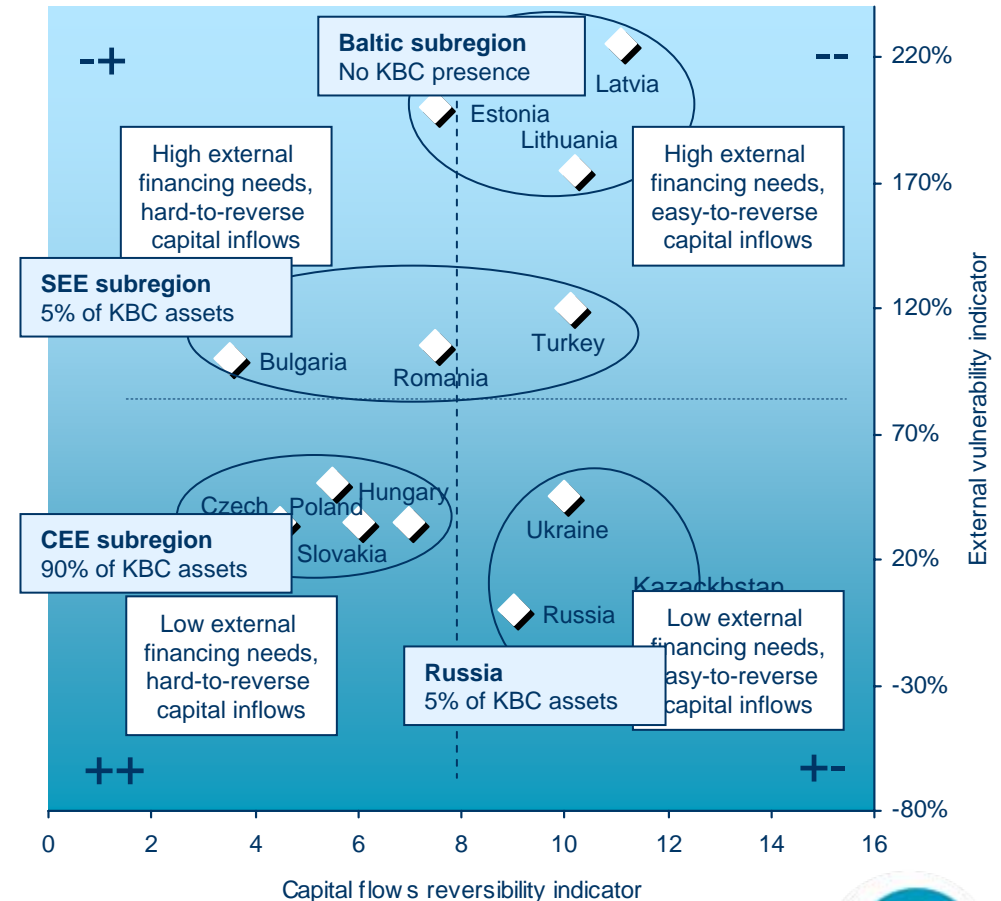 -+
Baltic subregion
No KBC presence
--
220%
Latvia
Estonia
Lithuania
High external
financing needs,
hard-to-reverse
capital inflows
High external
financing needs,
easy-to-reverse
capital inflows
170%
SEE subregion
5% of KBC assets
120%
Turkey
Bulgaria
Romania
70%
External vulnerability indicator
Czech
Poland
Hungary
Slovakia
Ukraine
CEE subregion
90% of KBC assets
20%
Kazackhstan
Russia
Low external
financing needs,
hard-to-reverse
capital inflows
Low external
financing needs,
easy-to-reverse
capital inflows
Russia
5% of KBC assets
-30%
++
+-
-80%
0 2 4 6 8 10 12 14 16
Capital flows reversibility indicator